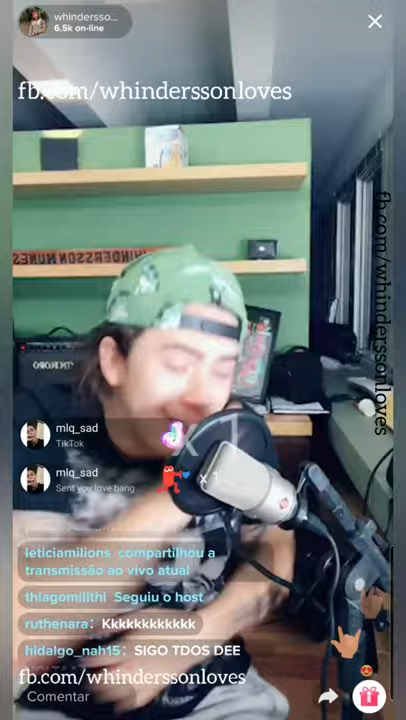 whindersso...
6.5k on-line
fb.com/whinderssonloves
fb.com/whinderssonloves
WHINDERSSON NUNES
mlq_sad
TikTok
X 1
mlq_sad
Sent you love bang
x 1
leticiamilions compartilhou a
transmissão ao vivo atual
thiagomilithi Seguiu o host
ruthenara: Kkkkkkkkkkkk
hidalgo_nah15: SIGO TDOS DEE
fb.com/whinderssonloves
Comentar